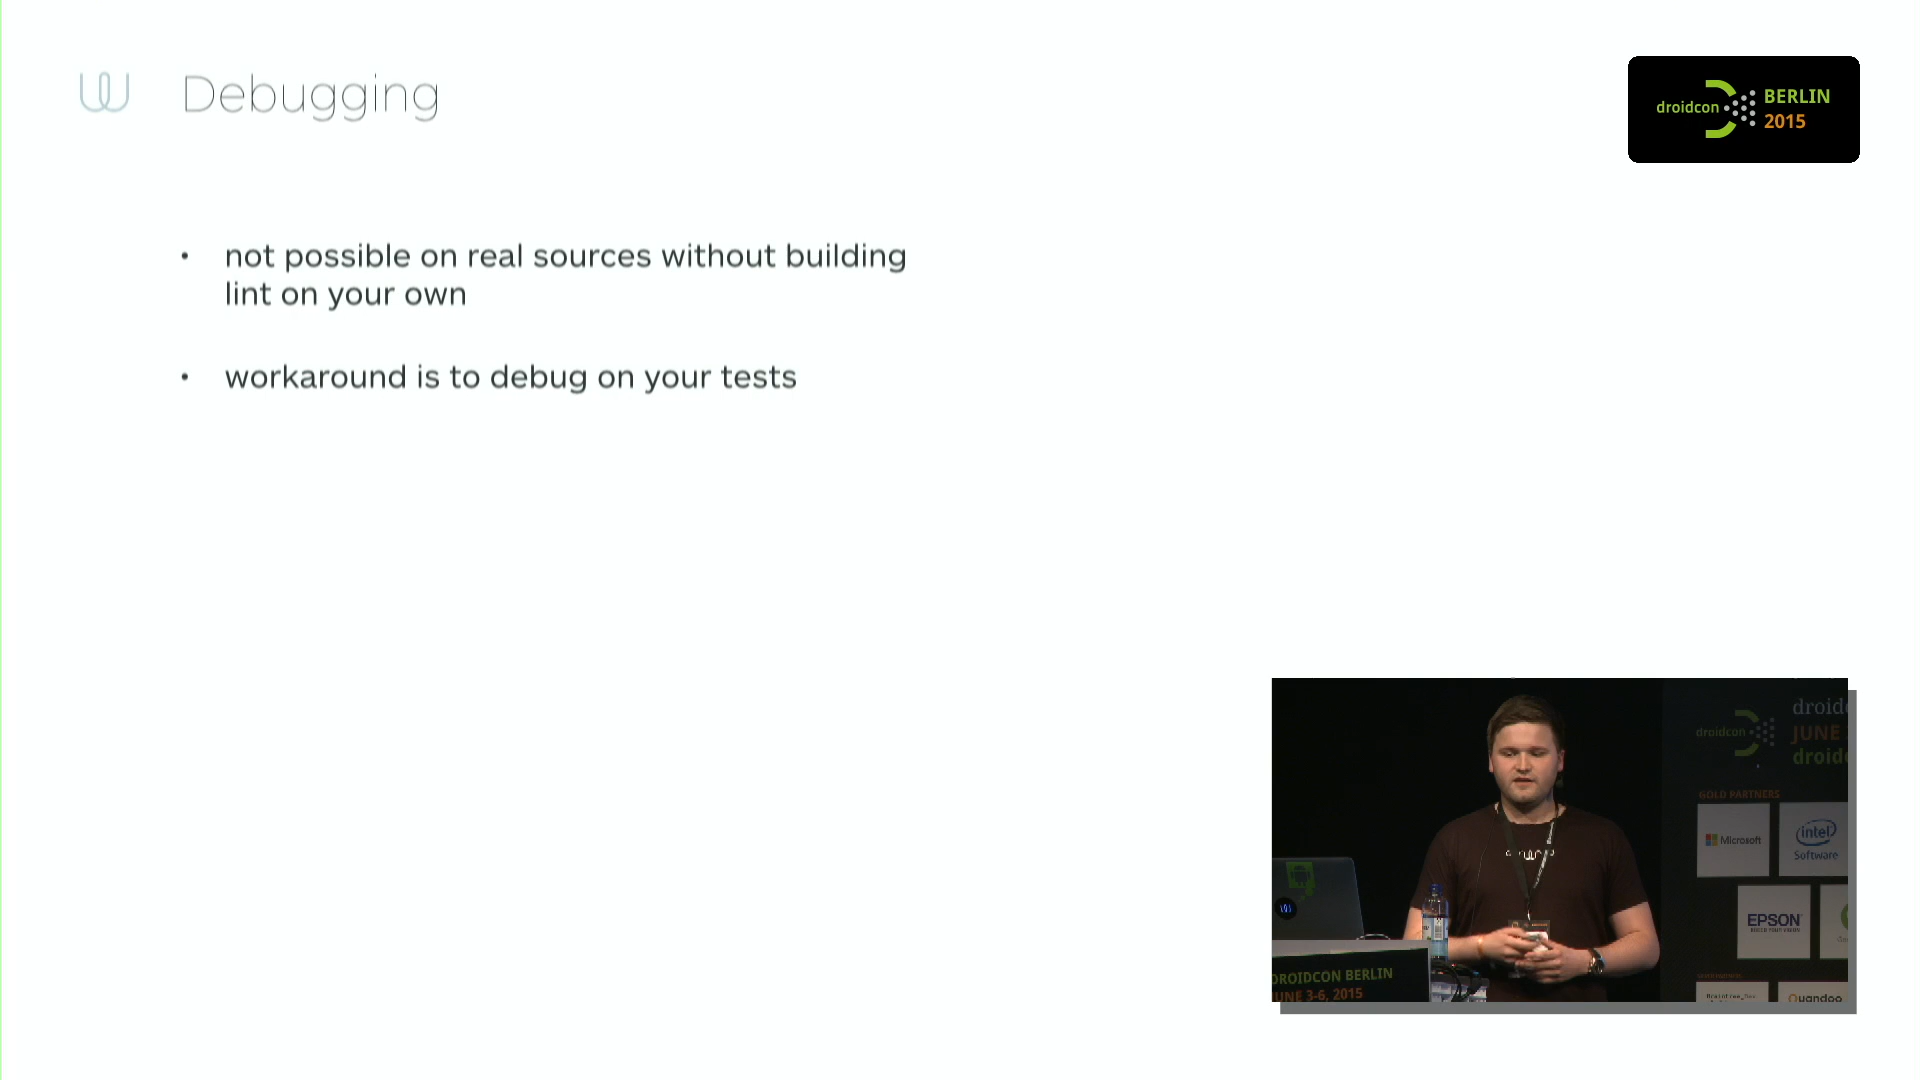 Debugging
droidcon
BERLIN
2015
• not possible on real sources without building
lint on your own
• workaround is to debug on your tests
droidcon
JUNE
GOLD PARTNERS
Microsoft
intel
Software
EPSON
DROIDCON BERLIN
JUNE 3-6, 2015
Quandoo